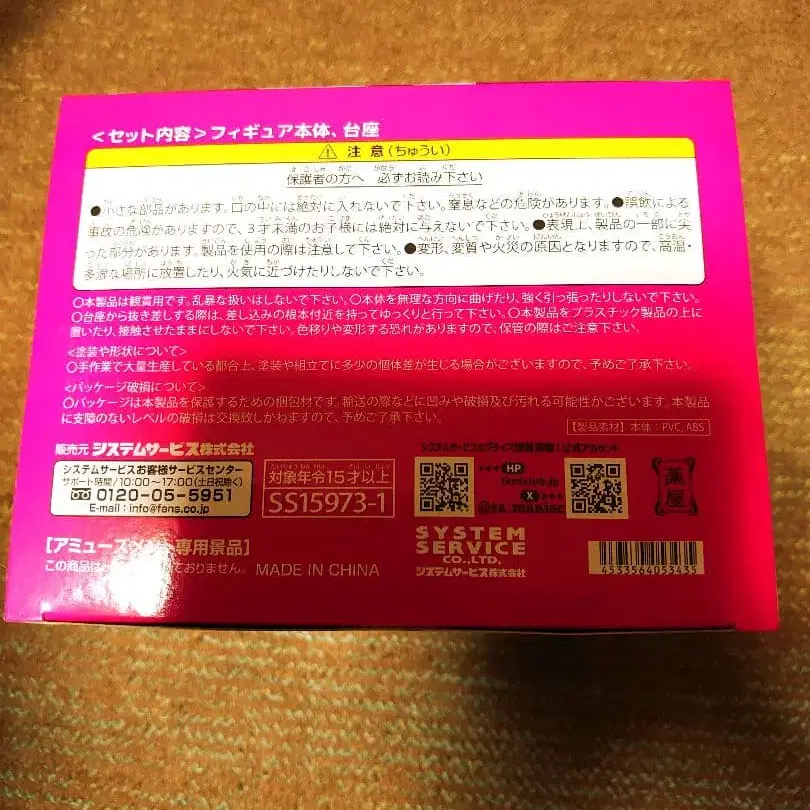 <セット内容>フィギュア本体、台座
注意(ちゅうい)
保護者の方へ 必ずお読み下さい
●小さな部品があります。口の中には絶対に入れないで下さい。窒息などの危険があります。●誤飲による
事故の危険がありますので、3才未満のお子様には絶対に与えないで下さい。●表現上、製品の一部に尖
った部分があります。製品を使用の際は注意して下さい。●変形、変質や火災の原因となりますので、高温・
多湿な場所に放置したり、火気に近づけたりしないで下さい。
○本製品は観賞用です。乱暴な扱いはしないで下さい。○本体を無理な方向に曲げたり、強く引っ張ったりしないで下さい。
○台座から抜き差しする際は、差し込みの根本付近を持ってゆっくりと行って下さい。○本製品をプラスチック製品の上に
置いたり、接触させたままにしないで下さい。色移りや変形する恐れがありますので、保管の際はご注意下さい。
<塗装や形状について>
○手作業で大量生産している都合上、塗装や組立てに多少の個体差が生じる場合がございますので、予めご了承下さい。
<パッケージ破損について>
○パッケージは本製品を保護するための梱包材です。輸送の際などに凹みや破損及び汚れる可能性がございます。本製品
に支障のないレベルの破損は交換致しかねますので、予めご了承下さい。
【製品素材】本体:PVC, ABS
販売元 システムサービス株式会社
システムサービスお客様サービスセンター
サポート時間/10:00〜17:00(土日祝除く)
0120-05-5951
E-mail:info@fans.co.jp
対象年令15才以上
SS15973-1
HP
X
薬屋
[アミューズ 専用景品]
この商品は ておりません。
MADE IN CHINA
SYSTEM
SERVICE
CO.,LTD.
システムサービス株式会社
4533564053435